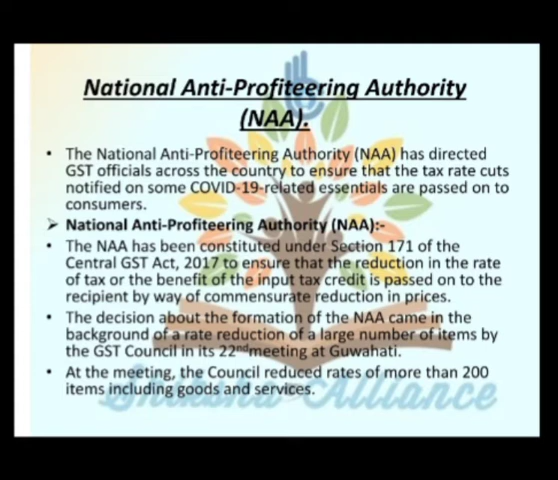 National Anti-Profiteering Authority
(NAA).
• The National Anti-Profiteering Authority (NAA) has directed
GST officials across the country to ensure that the tax rate cuts
notified on some COVID-19-related essentials are passed on to
consumers.
➤ National Anti-Profiteering Authority (NAA):-
• The NAA has been constituted under Section 171 of the
Central GST Act, 2017 to ensure that the reduction in the rate
of tax or the benefit of the input tax credit is passed on to the
recipient by way of commensurate reduction in prices.
• The decision about the formation of the NAA came in the
background of a rate reduction of a large number of items by
the GST Council in its 22nd meeting at Guwahati.
• At the meeting, the Council reduced rates of more than 200
items including goods and services.
Shiksha Alliance